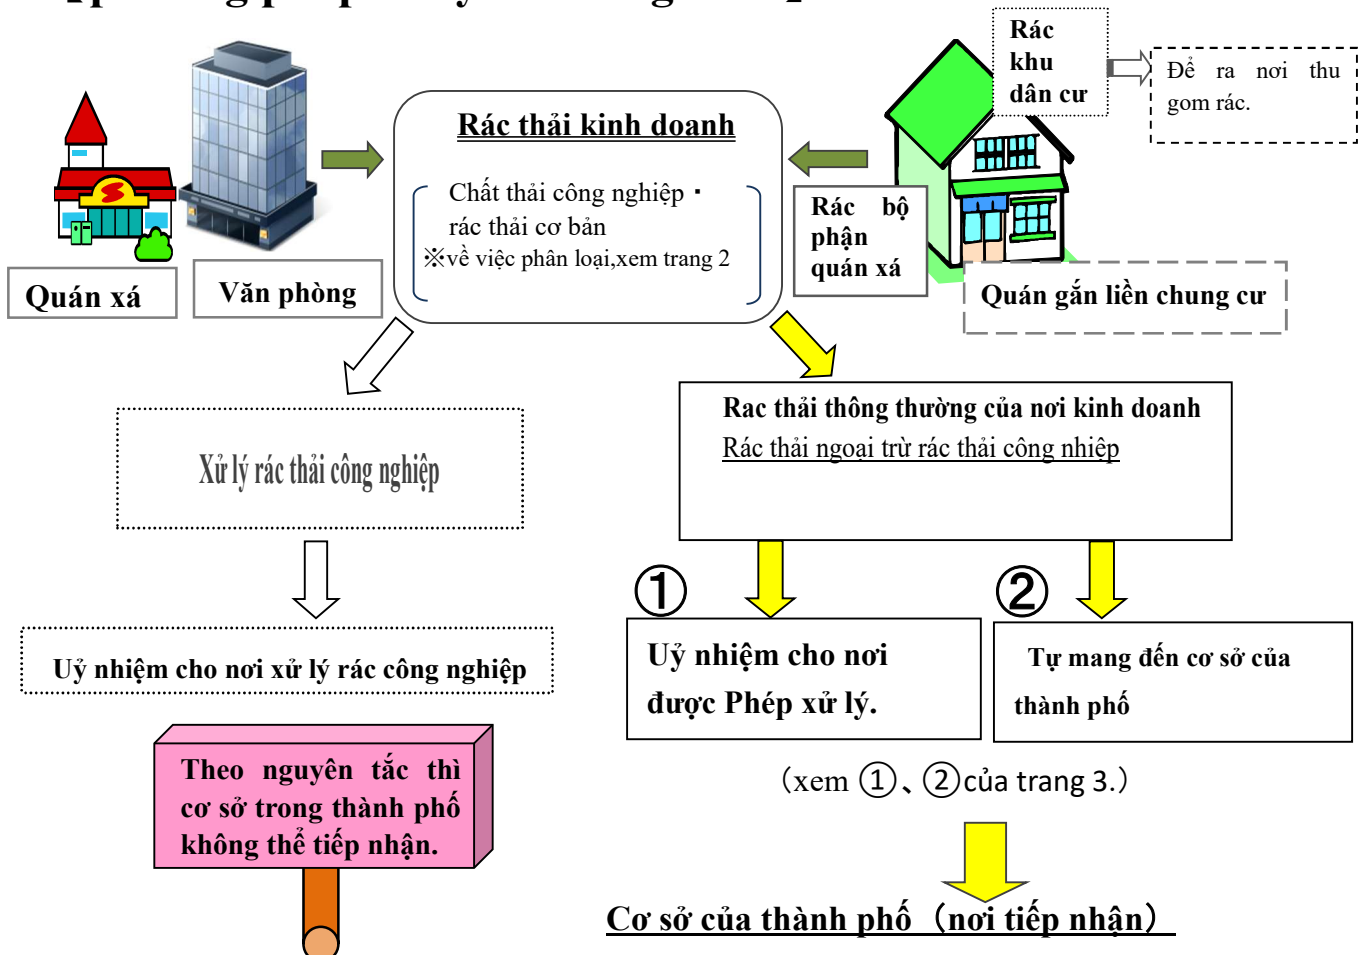 Rác
khu
dân cư
Để ra nơi thu
gom rác.
Rác thải kinh doanh
Chất thải công nghiệp・
rác thải cơ bản
※về việc phân loại,xem trang 2
Rác bộ
phận
quán xá
Quán xá
Văn phòng
Quán gắn liền chung cư
Rac thải thông thường của nơi kinh doanh
Rác thải ngoại trừ rác thải công nhiệp
Xử lý rác thải công nghiệp
①
②
Uỷ nhiệm cho nơi xử lý rác công nghiệp
Uỷ nhiệm cho nơi
được Phép xử lý.
Tự mang đến cơ sở của
thành phố
Theo nguyên tắc thì
cơ sở trong thành phố
không thể tiếp nhận.
（xem ①、②của trang 3.）
Cơ sở của thành phố（nơi tiếp nhận）